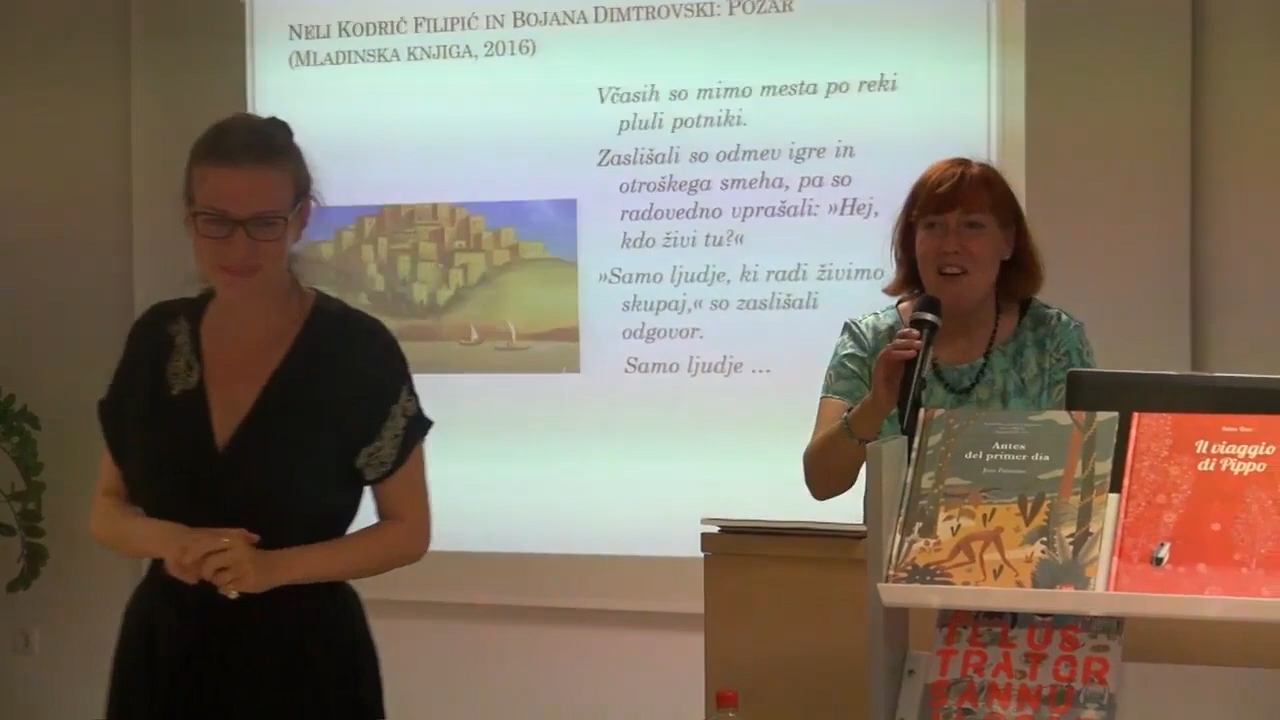 NELI KODRIČ FILIPIĆ IN BOJANA DIMTROVSKI: POŽAR
(MLADINSKA KNJIGA, 2016)
Včasih so mimo mesta po reki
pluli potniki.
Zaslišali so odmev igre in
otroškega smeha, pa so
radovedno vprašali: »Hej,
kdo živi tu?«
»Samo ljudje, ki radi živimo
skupaj,« so zaslišali
odgovor.
Samo ljudje ...
Antes
del primer día
Il viaggio
di Pippo
TRATOR